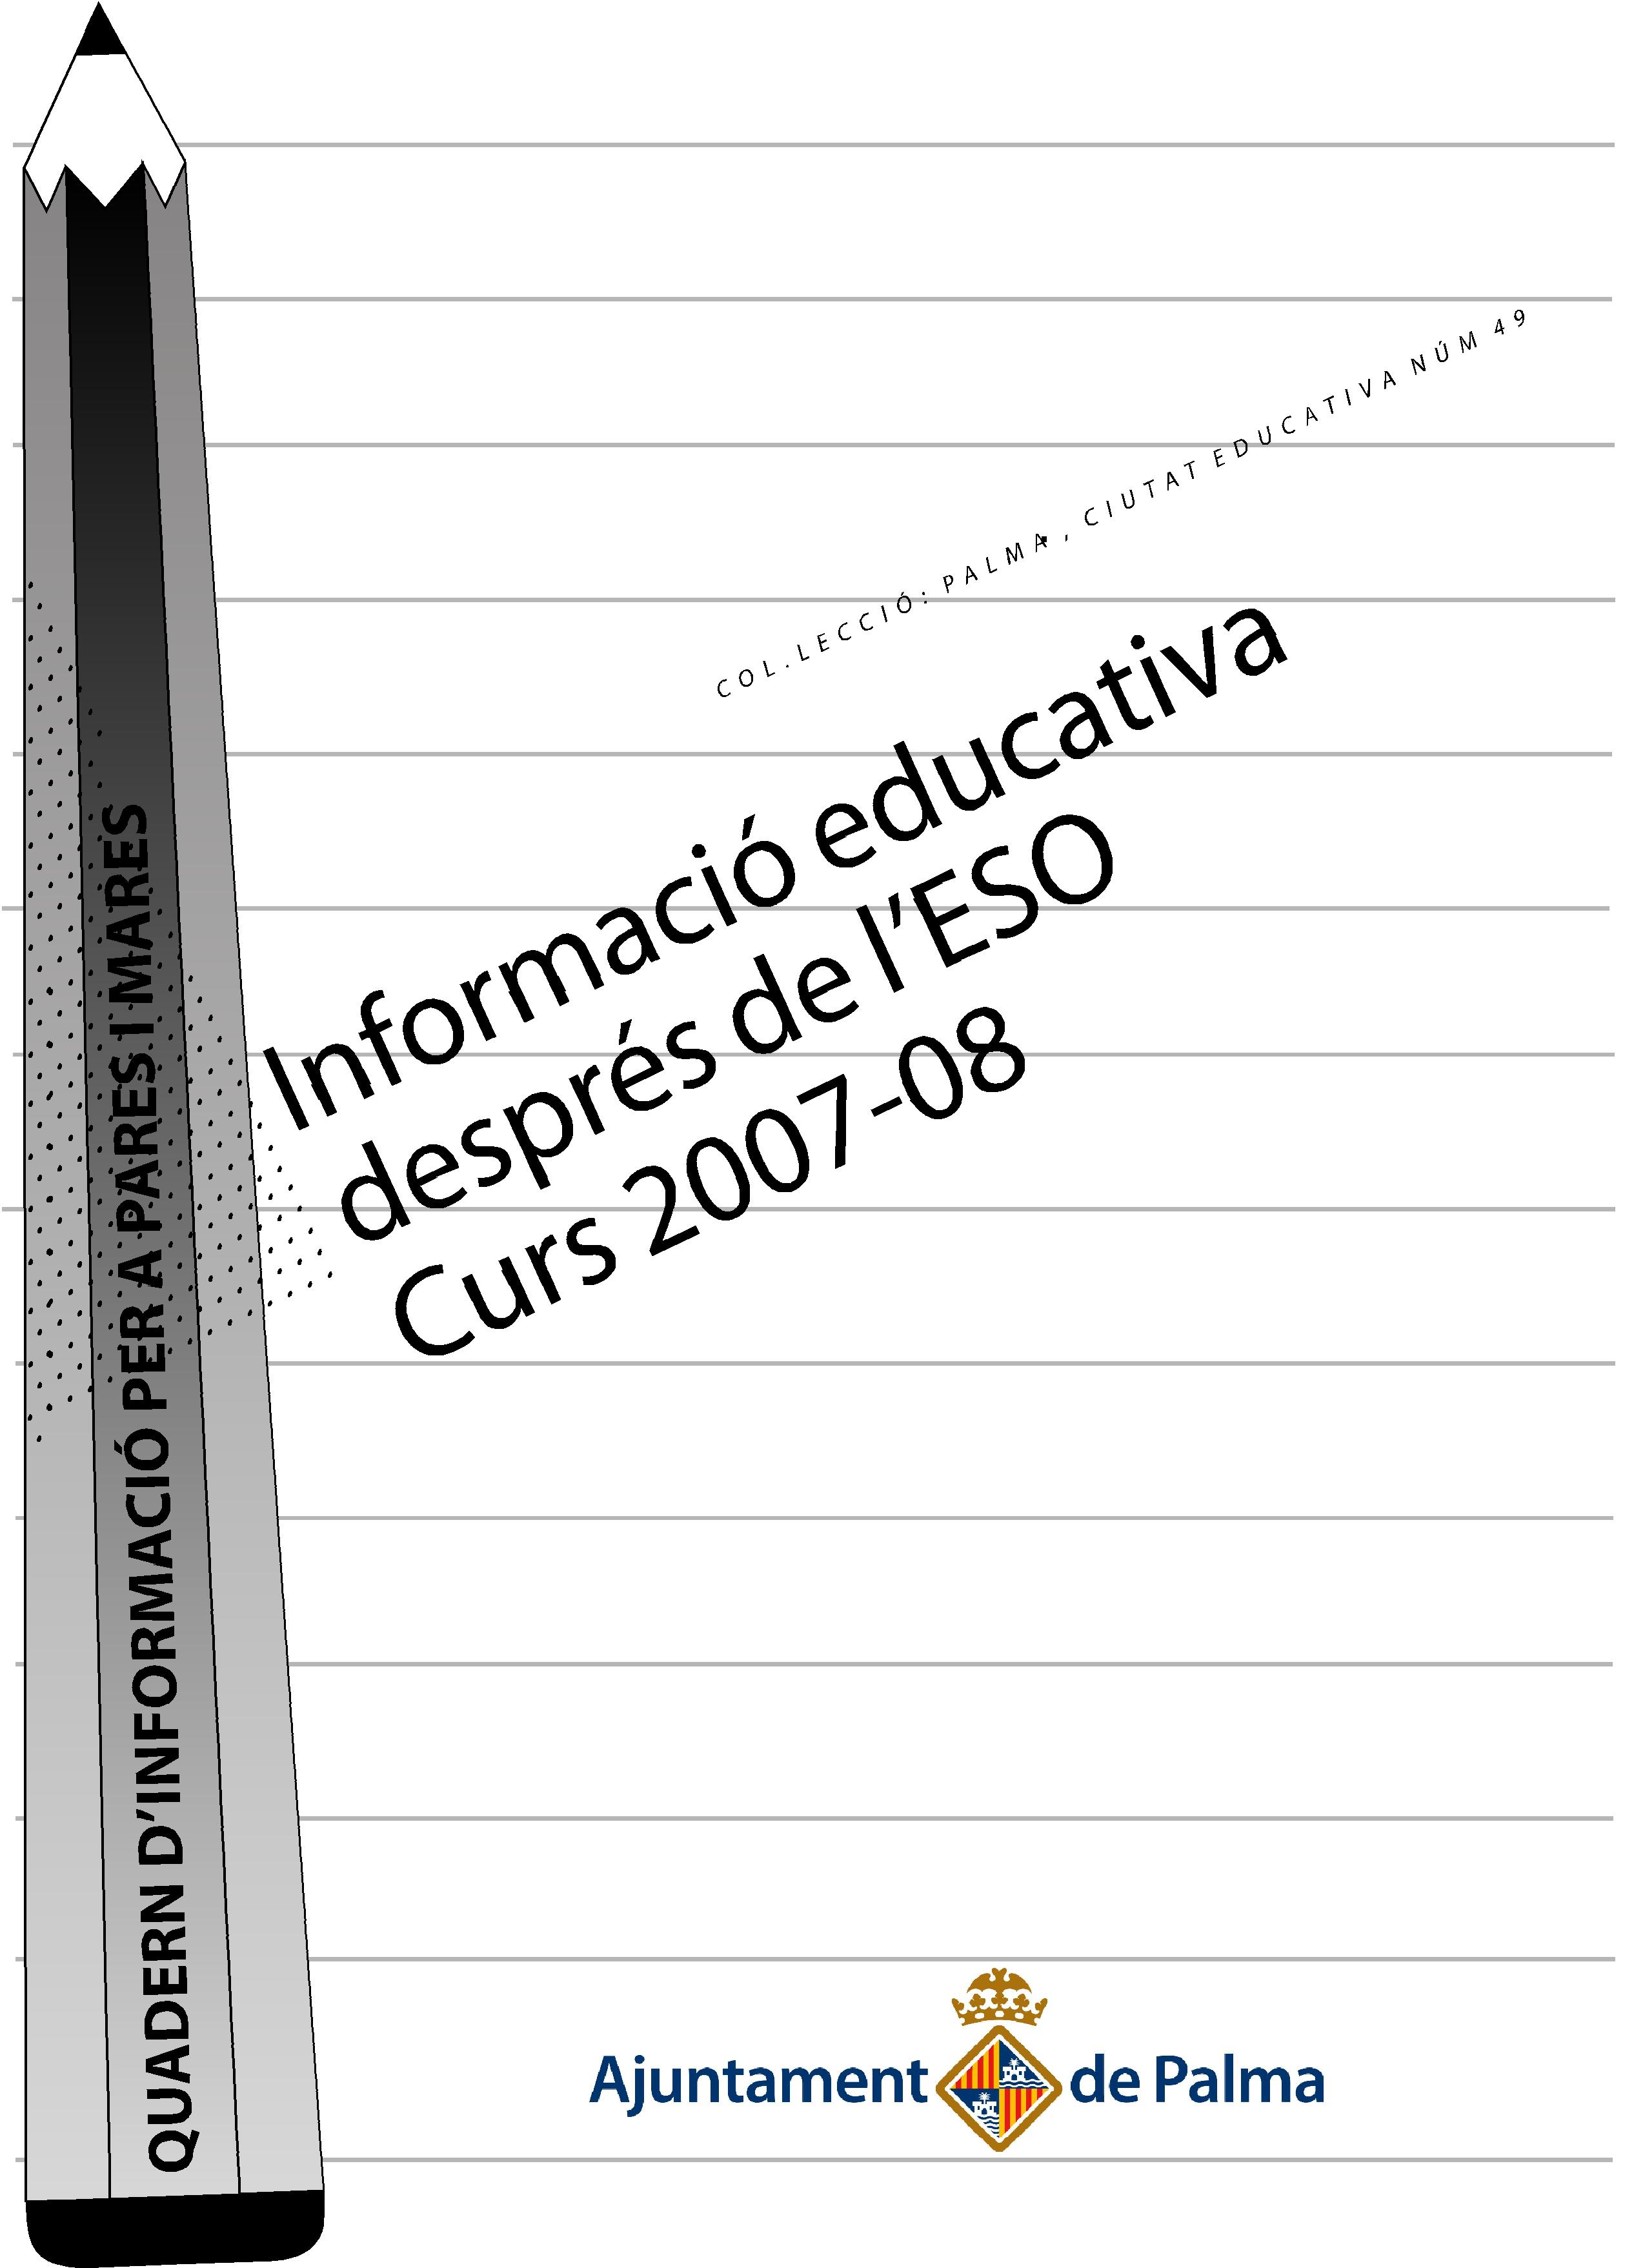 COL.LECCIÓ: PALMA, CIUTAT EDUCATIVA NÚM 49
Informació educativa
després de l'ESO
Curs 2007-08
QUADERN D'INFORMACIÓ PER A PARES I MARES
Ajuntament de Palma